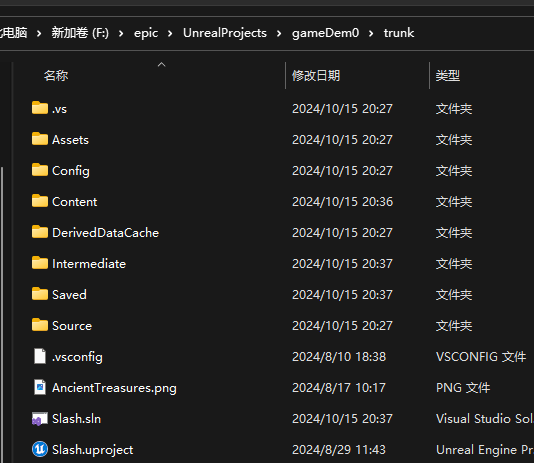 电脑 > 新加卷 (F:) > epic > UnrealProjects > gameDem0 > trunk
名称 修改日期 类型
.vs 2024/10/15 20:27 文件夹
Assets 2024/10/15 20:27 文件夹
Config 2024/10/15 20:27 文件夹
Content 2024/10/15 20:36 文件夹
DerivedDataCache 2024/10/15 20:27 文件夹
Intermediate 2024/10/15 20:37 文件夹
Saved 2024/10/15 20:37 文件夹
Source 2024/10/15 20:27 文件夹
.vsconfig 2024/8/10 18:38 VSCONFIG 文件
AncientTreasures.png 2024/8/17 10:17 PNG 文件
Slash.sln 2024/10/15 20:37 Visual Studio Sol
Slash.uproject 2024/8/29 11:43 Unreal Engine Pr